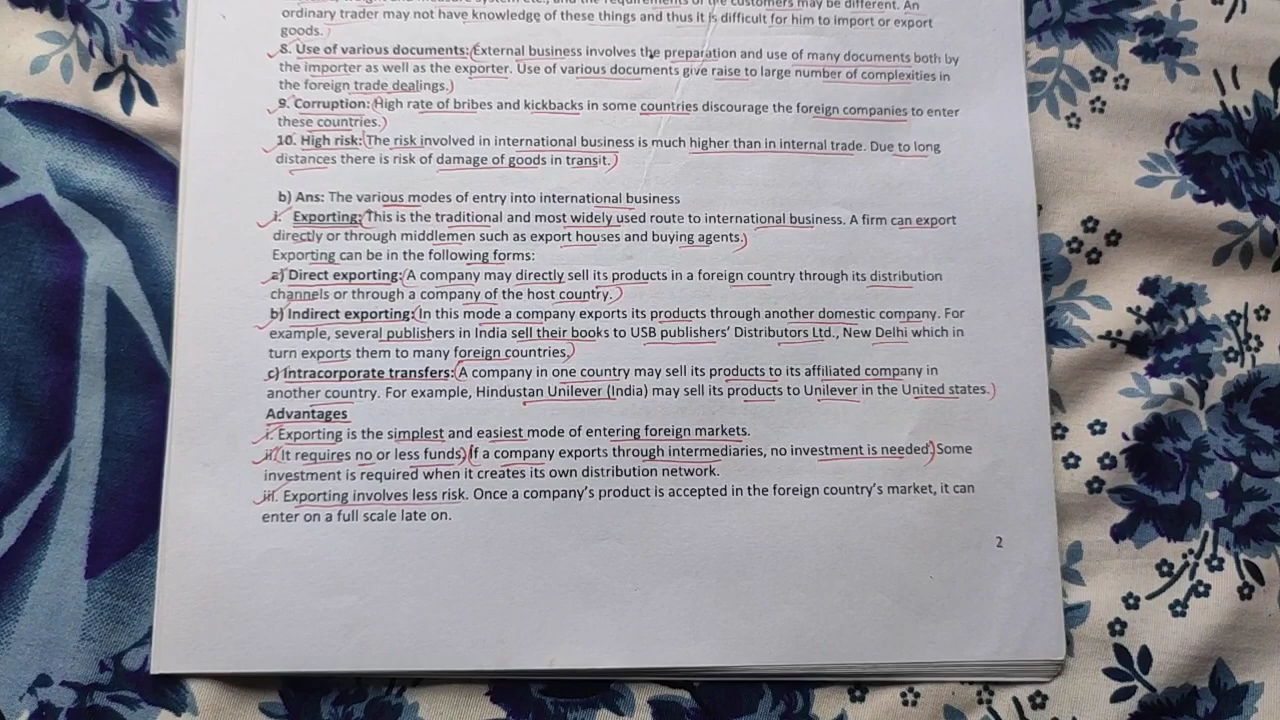 weight and measure system etc., and the requirements of the customers may be different. An
ordinary trader may not have knowledge of these things and thus it is difficult for him to import or export
goods.
8. Use of various documents: External business involves the preparation and use of many documents both by
the importer as well as the exporter. Use of various documents give raise to large number of complexities in
the foreign trade dealings.
9. Corruption: High rate of bribes and kickbacks in some countries discourage the foreign companies to enter
these countries.
10. High risk: The risk involved in international business is much higher than in internal trade. Due to long
distances there is risk of damage of goods in transit.
b) Ans: The various modes of entry into international business
i. Exporting: This is the traditional and most widely used route to international business. A firm can export
directly or through middlemen such as export houses and buying agents.
Exporting can be in the following forms:
a) Direct exporting: A company may directly sell its products in a foreign country through its distribution
channels or through a company of the host country.
b) Indirect exporting: In this mode a company exports its products through another domestic company. For
example, several publishers in India sell their books to USB publishers' Distributors Ltd., New Delhi which in
turn exports them to many foreign countries.
c) Intracorporate transfers: A company in one country may sell its products to its affiliated company in
another country. For example, Hindustan Unilever (India) may sell its products to Unilever in the United states.
Advantages
i. Exporting is the simplest and easiest mode of entering foreign markets.
ii. It requires no or less funds. If a company exports through intermediaries, no investment is needed. Some
investment is required when it creates its own distribution network.
iii. Exporting involves less risk. Once a company's product is accepted in the foreign country's market, it can
enter on a full scale late on.
2